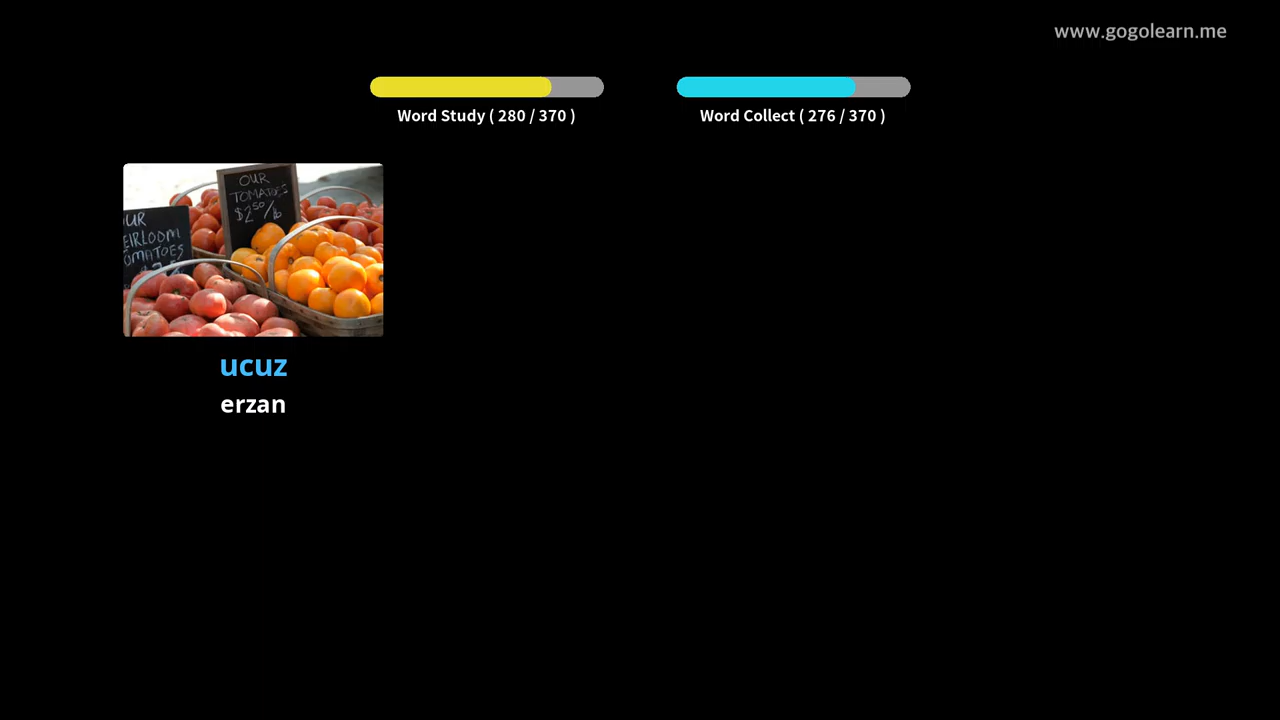 www.gogolearn.me
Word Study ( 280 / 370 )
Word Collect ( 276 / 370 )
OUR
TOMATOES
$2.50/lb
UR
EIRLOOM
OMATOES
ucuz
erzan